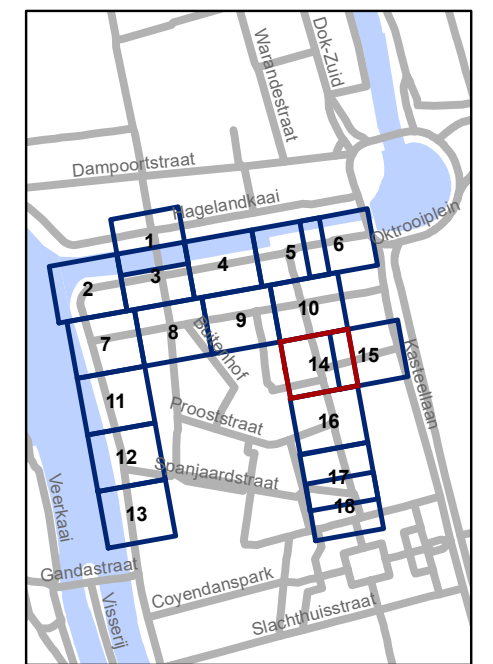 Warandestraat
Dok-Zuid
Dampoortstraat
Hagelandkaai
Oktrooiplein
1
2
3
4
5
6
7
8
9
10
Buitenhof
14
15
Kasteellaan
11
Prooststraat
16
12
Spanjaardstraat
17
13
18
Veerkaai
Gandastraat
Visserij
Coyendanspark
Slachthuisstraat